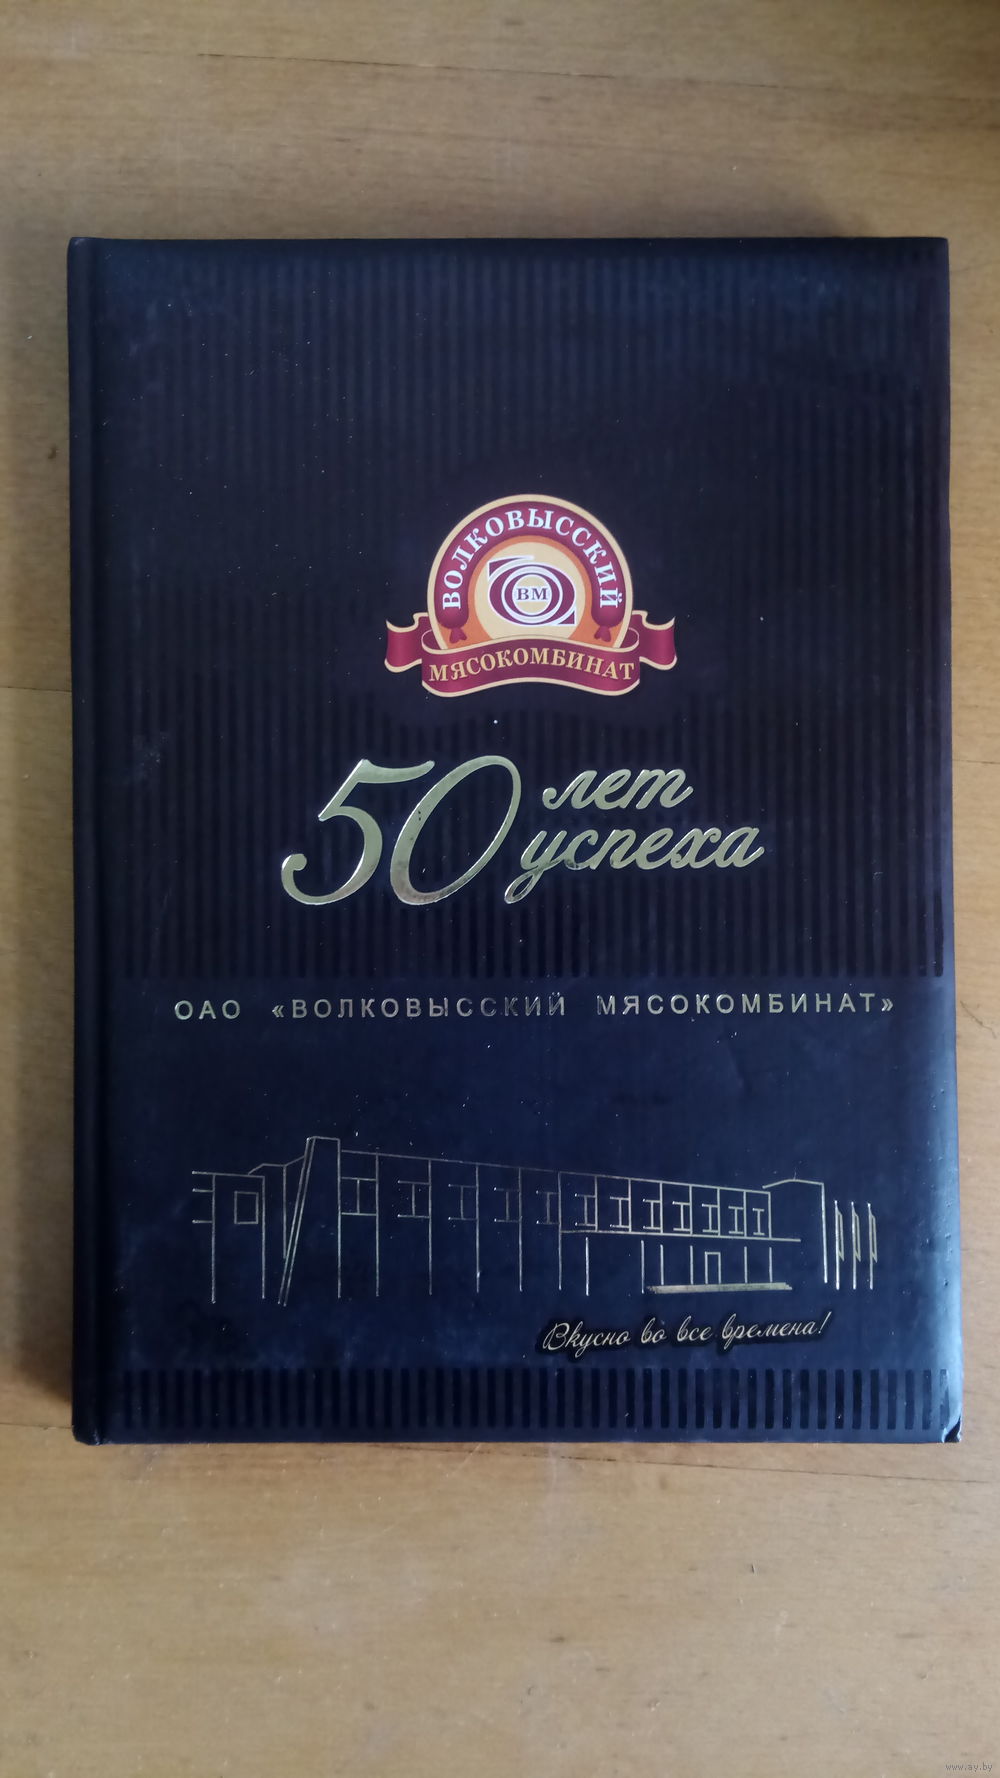 ВОЛКОВЫССКИЙ
ВМ
МЯСОКОМБИНАТ
50 лет
успеха
ОАО «ВОЛКОВЫССКИЙ МЯСОКОМБИНАТ»
Вкусно во все времена!
www.ay.by